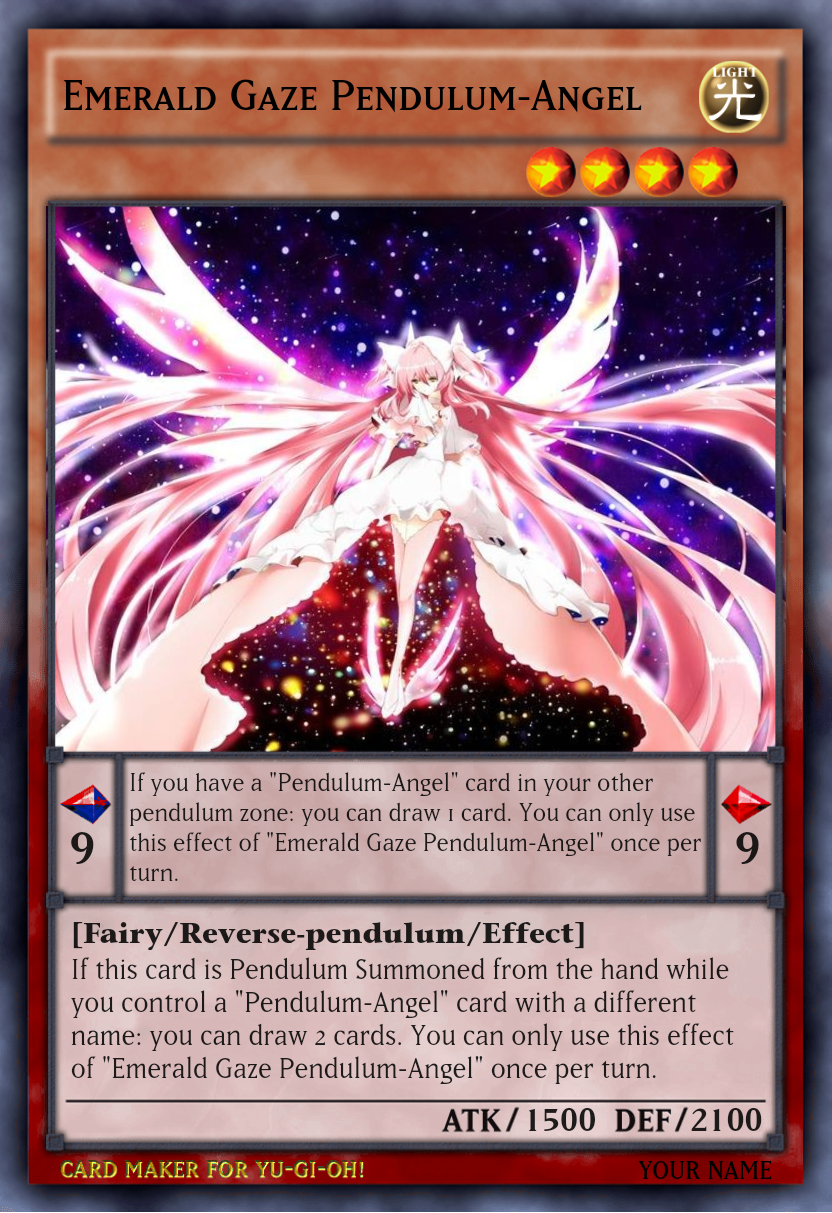 Emerald Gaze Pendulum-Angel
LIGHT
光
If you have a "Pendulum-Angel" card in your other
pendulum zone: you can draw 1 card. You can only use
this effect of "Emerald Gaze Pendulum-Angel" once per
turn.
9
9
[Fairy/Reverse-pendulum/Effect]
If this card is Pendulum Summoned from the hand while
you control a "Pendulum-Angel" card with a different
name: you can draw 2 cards. You can only use this effect
of "Emerald Gaze Pendulum-Angel" once per turn.
ATK/1500 DEF/2100
CARD MAKER FOR YU-GI-OH!
YOUR NAME